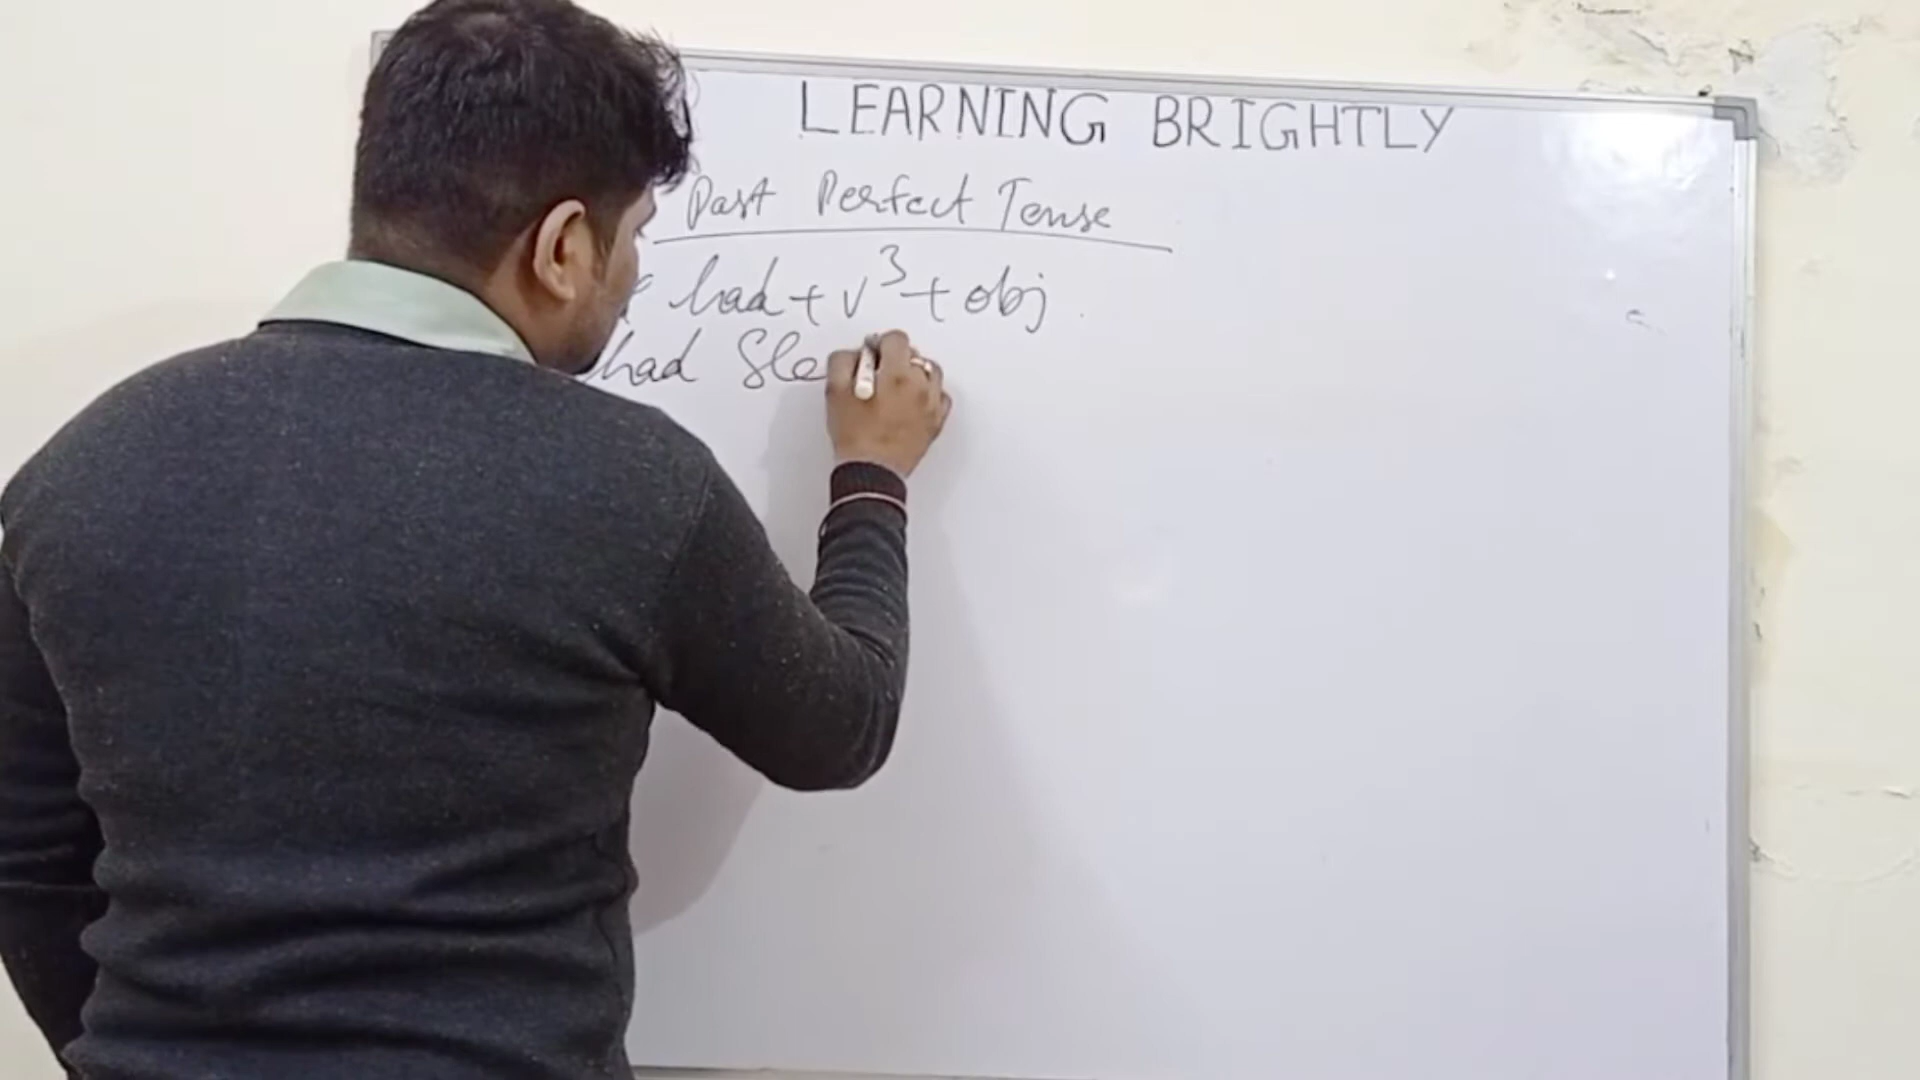 LEARNING BRIGHTLY
Past Perfect Tense
had + v³ + obj.
had Sle